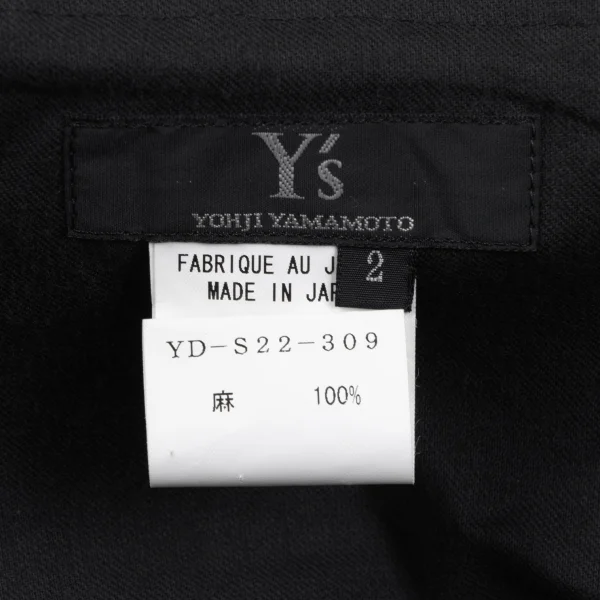 Y's
YOHJI YAMAMOTO
2
FABRIQUE AU J
MADE IN JAP
YD-S22-309
麻 100%